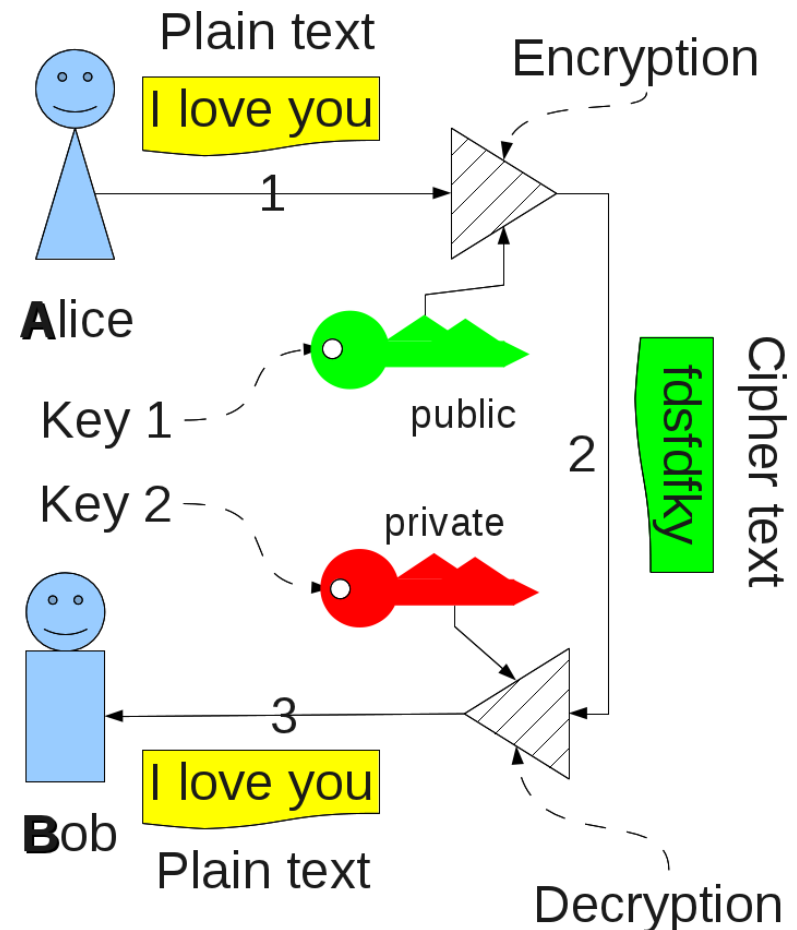 Plain text
Encryption
I love you
1
Alice
Key 1
public
2
fdsfdfky
Cipher text
Key 2
private
3
I love you
Bob
Plain text
Decryption